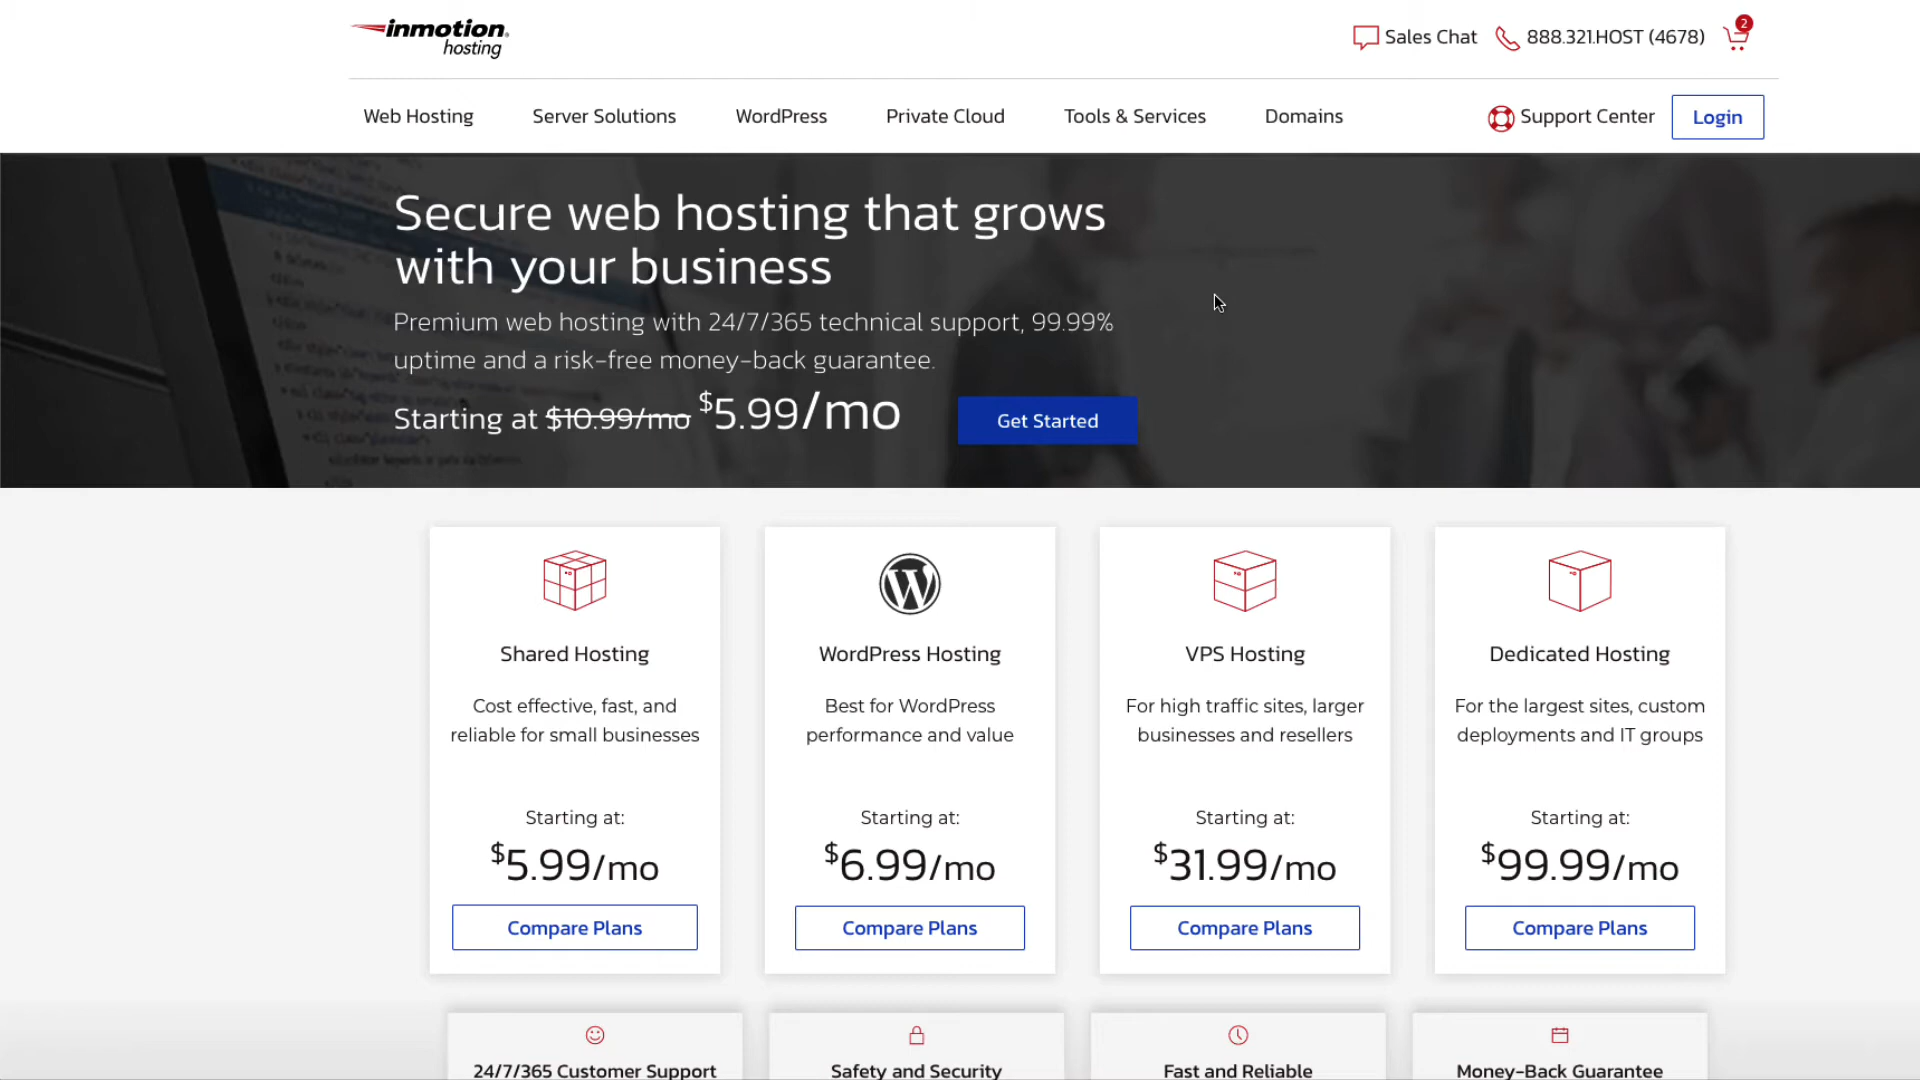 inmotion
hosting
Sales Chat
888.321.HOST (4678)
2
Web Hosting
Server Solutions
WordPress
Private Cloud
Tools & Services
Domains
Support Center
Login
Secure web hosting that grows
with your business
Premium web hosting with 24/7/365 technical support, 99.99%
uptime and a risk-free money-back guarantee.
Starting at $10.99/mo $5.99/mo
Get Started
Shared Hosting
Cost effective, fast, and
reliable for small businesses
Starting at:
$5.99/mo
Compare Plans
WordPress Hosting
Best for WordPress
performance and value
Starting at:
$6.99/mo
Compare Plans
VPS Hosting
For high traffic sites, larger
businesses and resellers
Starting at:
$31.99/mo
Compare Plans
Dedicated Hosting
For the largest sites, custom
deployments and IT groups
Starting at:
$99.99/mo
Compare Plans
24/7/365 Customer Support
Safety and Security
Fast and Reliable
Money-Back Guarantee